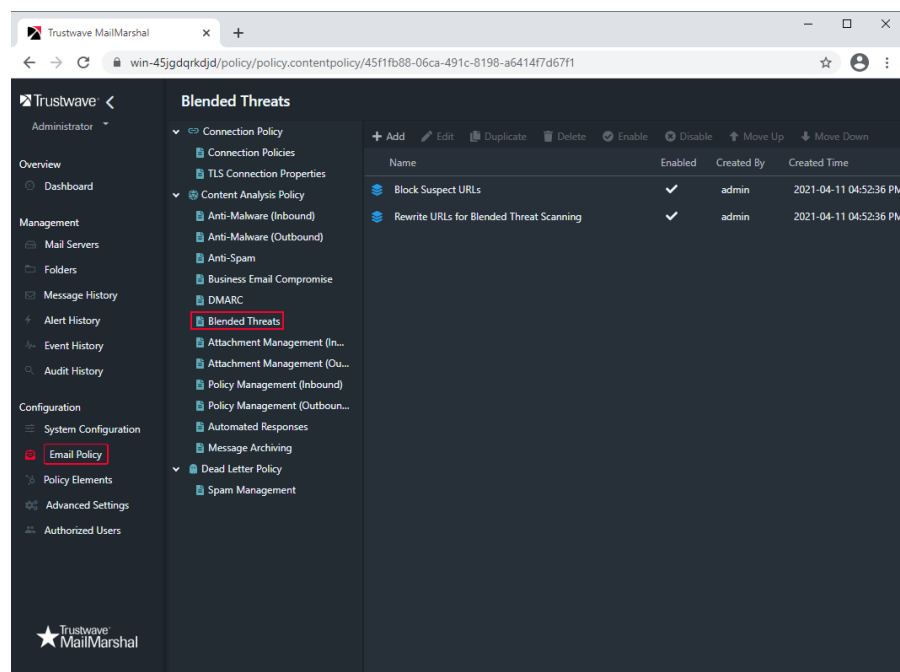 Trustwave MailMarshal
win-45jgdqrkdjd/policy/policy.contentpolicy/45f1fb88-06ca-491c-8198-a6414f7d67f1
Trustwave
Administrator
Overview
Dashboard
Management
Mail Servers
Folders
Message History
Alert History
Event History
Audit History
Configuration
System Configuration
Email Policy
Policy Elements
Advanced Settings
Authorized Users
Trustwave
MailMarshal
Blended Threats
Connection Policy
Connection Policies
TLS Connection Properties
Content Analysis Policy
Anti-Malware (Inbound)
Anti-Malware (Outbound)
Anti-Spam
Business Email Compromise
DMARC
Blended Threats
Attachment Management (In...
Attachment Management (Ou...
Policy Management (Inbound)
Policy Management (Outboun...
Automated Responses
Message Archiving
Dead Letter Policy
Spam Management
Add Edit Duplicate Delete Enable Disable Move Up Move Down
Name Enabled Created By Created Time
Block Suspect URLs admin 2021-04-11 04:52:36 PM
Rewrite URLs for Blended Threat Scanning admin 2021-04-11 04:52:36 PM